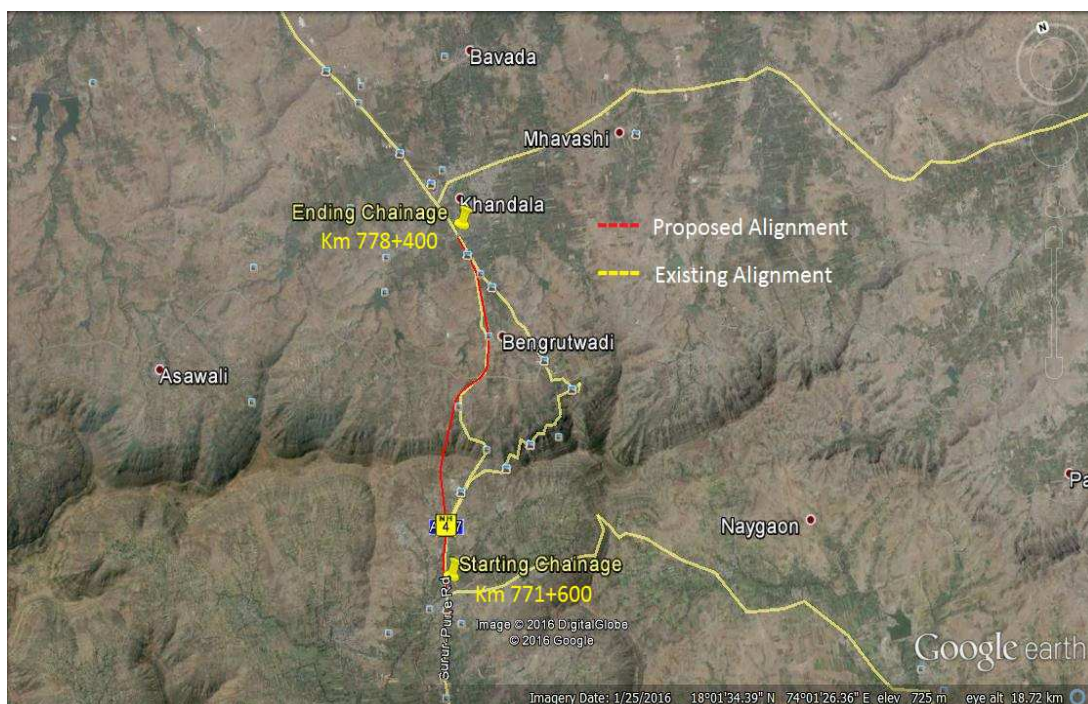 N
Bavada
Mhavashi
Khandala
Ending Chainage
Km 778+400
Proposed Alignment
Existing Alignment
Bengrutwadi
Asawali
NH
4
Naygaon
Starting Chainage
Km 771+600
Image © 2016 DigitalGlobe
© 2016 Google
Google earth
Imagery Date: 1/25/2016 18°01'34.39" N 74°01'26.36" E elev 725 m eye alt 18.72 km